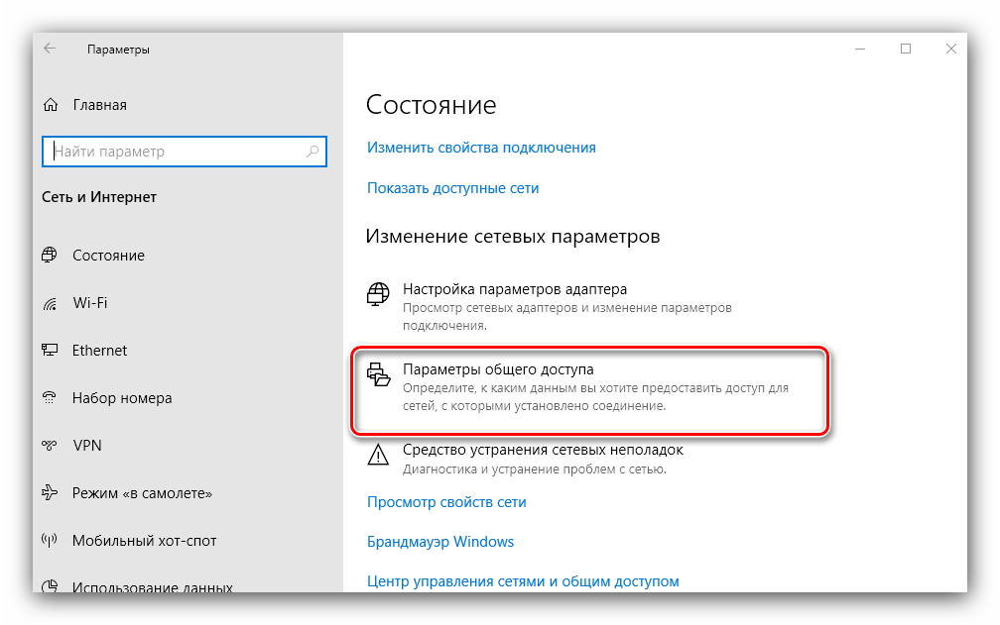 Параметры
Главная
Найти параметр
Сеть и Интернет
Состояние
Wi-Fi
Ethernet
Набор номера
VPN
Режим «в самолете»
Мобильный хот-спот
Использование данных
Состояние
Изменить свойства подключения
Показать доступные сети
Изменение сетевых параметров
Настройка параметров адаптера
Просмотр сетевых адаптеров и изменение параметров
подключения.
Параметры общего доступа
Определите, к каким данным вы хотите предоставить доступ для
сетей, с которыми установлено соединение.
Средство устранения сетевых неполадок
Диагностика и устранение проблем с сетью.
Просмотр свойств сети
Брандмауэр Windows
Центр управления сетями и общим доступом